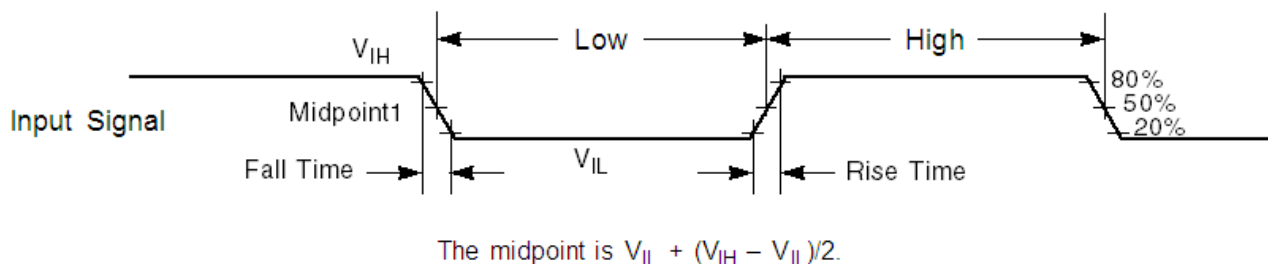 Low
High
VIH
80%
Input Signal
Midpoint1
50%
20%
Fall Time
VIL
Rise Time
The midpoint is VIL + (VIH – VIL)/2.